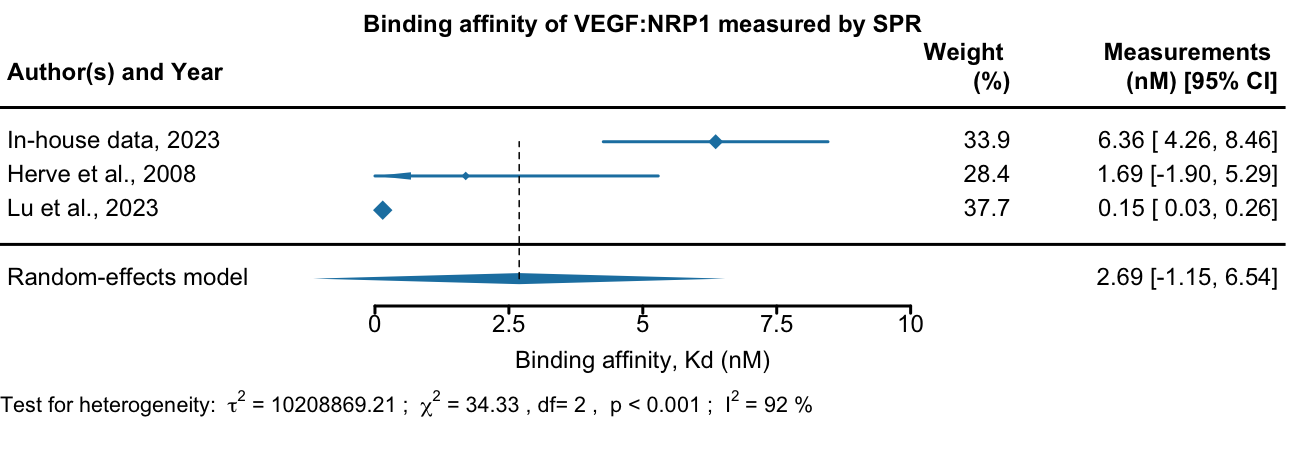 Binding affinity of VEGF:NRP1 measured by SPR
Author(s) and Year Weight (%) Measurements (nM) [95% CI]
In-house data, 2023 33.9 6.36 [ 4.26, 8.46]
Herve et al., 2008 28.4 1.69 [-1.90, 5.29]
Lu et al., 2023 37.7 0.15 [ 0.03, 0.26]
Random-effects model 2.69 [-1.15, 6.54]
0 2.5 5 7.5 10
Binding affinity, Kd (nM)
Test for heterogeneity: τ² = 10208869.21 ; χ² = 34.33 , df= 2 , p < 0.001 ; I² = 92 %